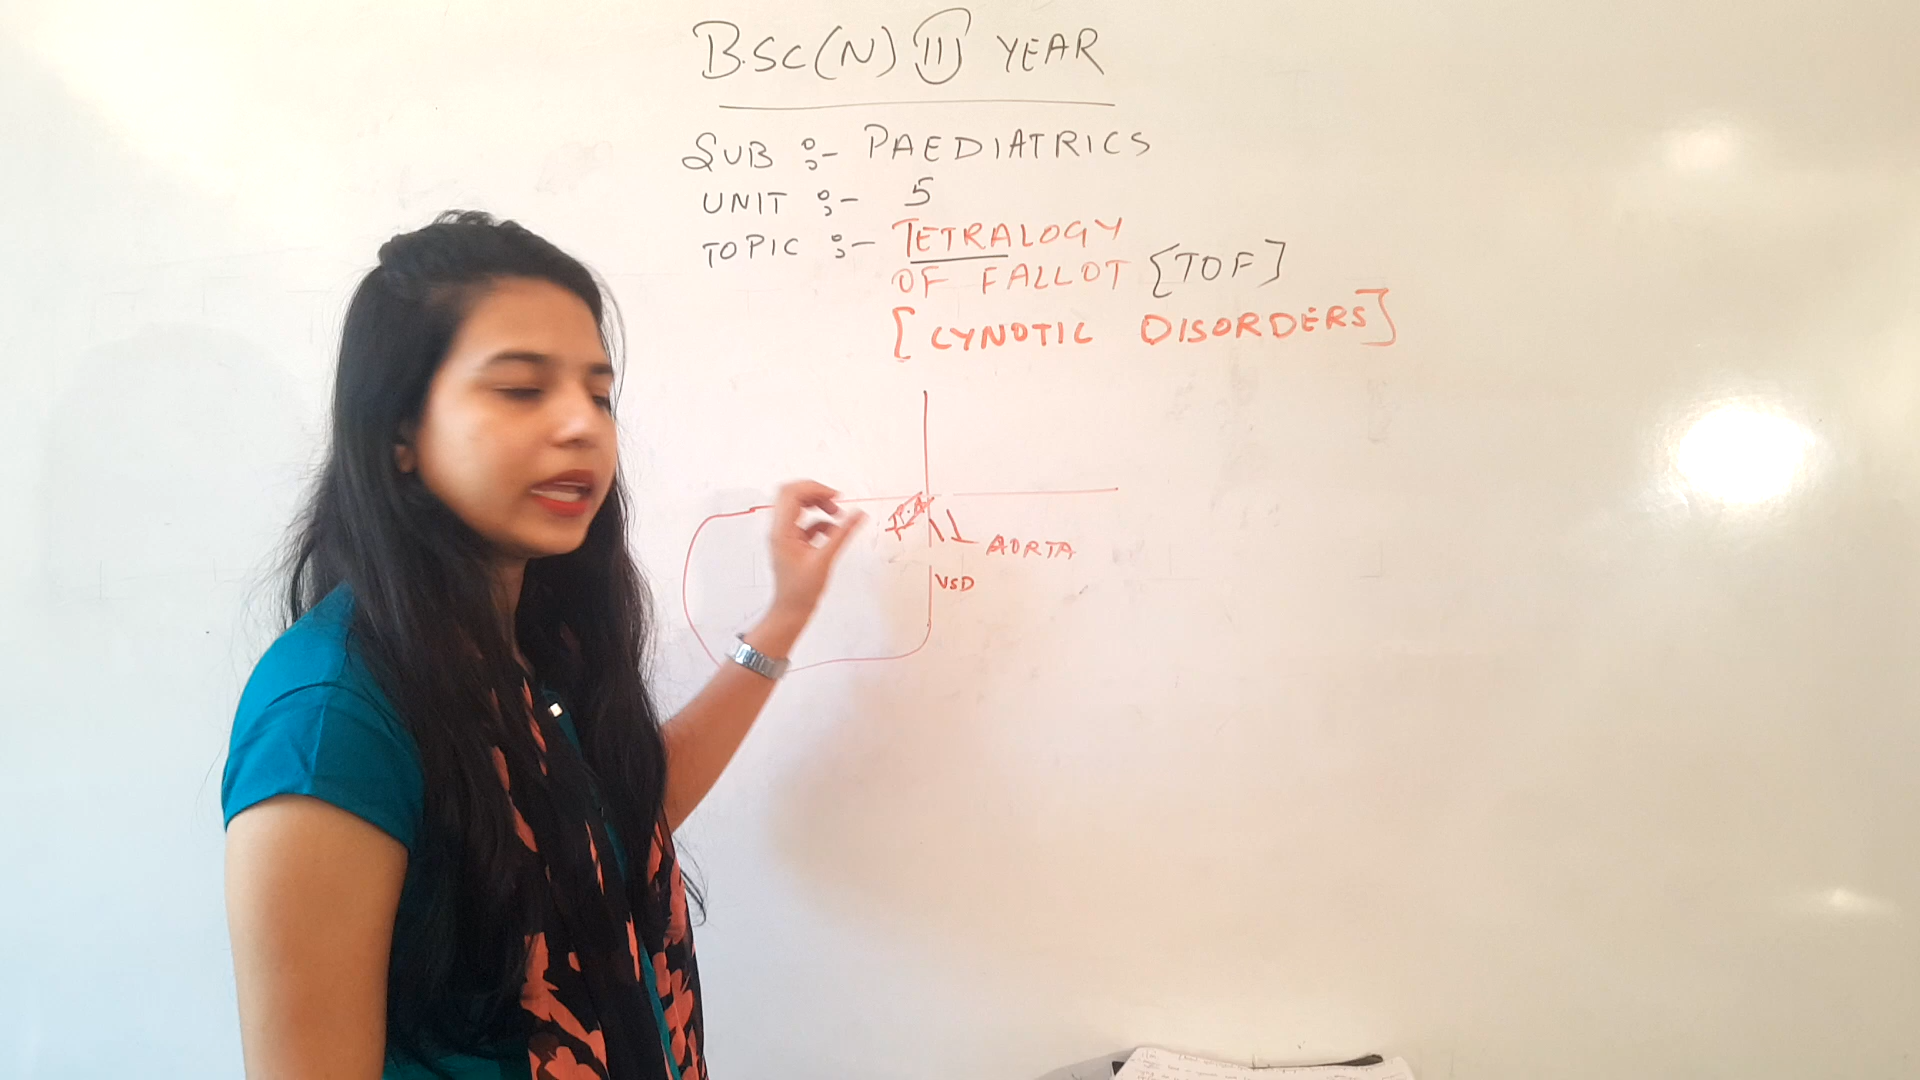 B.SC(N) III YEAR
SUB :- PAEDIATRICS
UNIT :- 5
TOPIC :- TETRALOGY
OF FALLOT [TOF]
[CYNOTIC DISORDERS]
P.A
AORTA
VSD